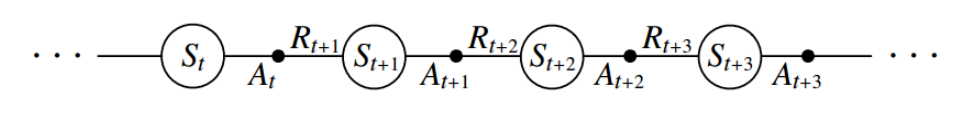 · · · S_t A_t R_{t+1} S_{t+1} A_{t+1} R_{t+2} S_{t+2} A_{t+2} R_{t+3} S_{t+3} A_{t+3} · · ·